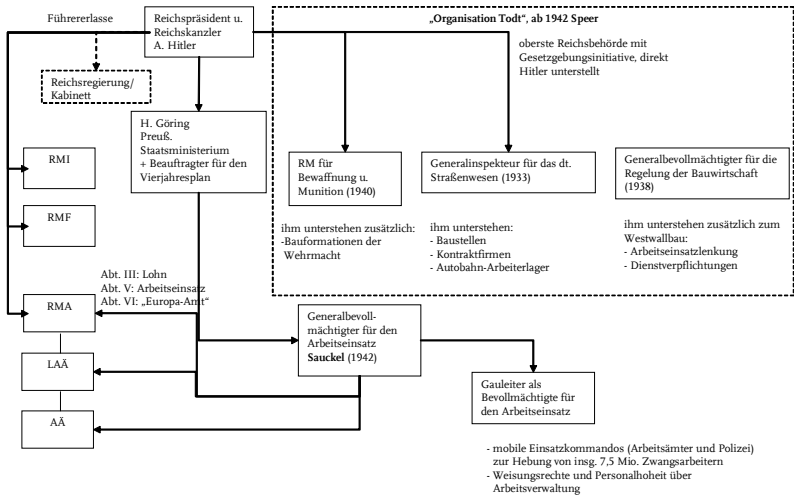 Führererlasse
Reichspräsident u.
Reichskanzler
A. Hitler
„Organisation Todt“, ab 1942 Speer
oberste Reichsbehörde mit
Gesetzgebungsinitiative, direkt
Hitler unterstellt
Reichsregierung/
Kabinett
H. Göring
Preuß.
Staatsministerium
+ Beauftragter für den
Vierjahresplan
RMI
RM für
Bewaffnung u.
Munition (1940)
Generalinspekteur für das dt.
Straßenwesen (1933)
Generalbevollmächtigter für die
Regelung der Bauwirtschaft
(1938)
RMF
ihm unterstehen zusätzlich:
-Bauformationen der
Wehrmacht
ihm unterstehen:
- Baustellen
- Kontraktfirmen
- Autobahn-Arbeiterlager
ihm unterstehen zusätzlich zum
Westwallbau:
- Arbeitseinsatzlenkung
- Dienstverpflichtungen
Abt. III: Lohn
Abt. V: Arbeitseinsatz
Abt. VI: „Europa-Amt“
RMA
Generalbevoll-
mächtigter für den
Arbeitseinsatz
Sauckel (1942)
LAÄ
Gauleiter als
Bevollmächtigte für
den Arbeitseinsatz
AÄ
- mobile Einsatzkommandos (Arbeitsämter und Polizei)
zur Hebung von insg. 7,5 Mio. Zwangsarbeitern
- Weisungsrechte und Personalhoheit über
Arbeitsverwaltung